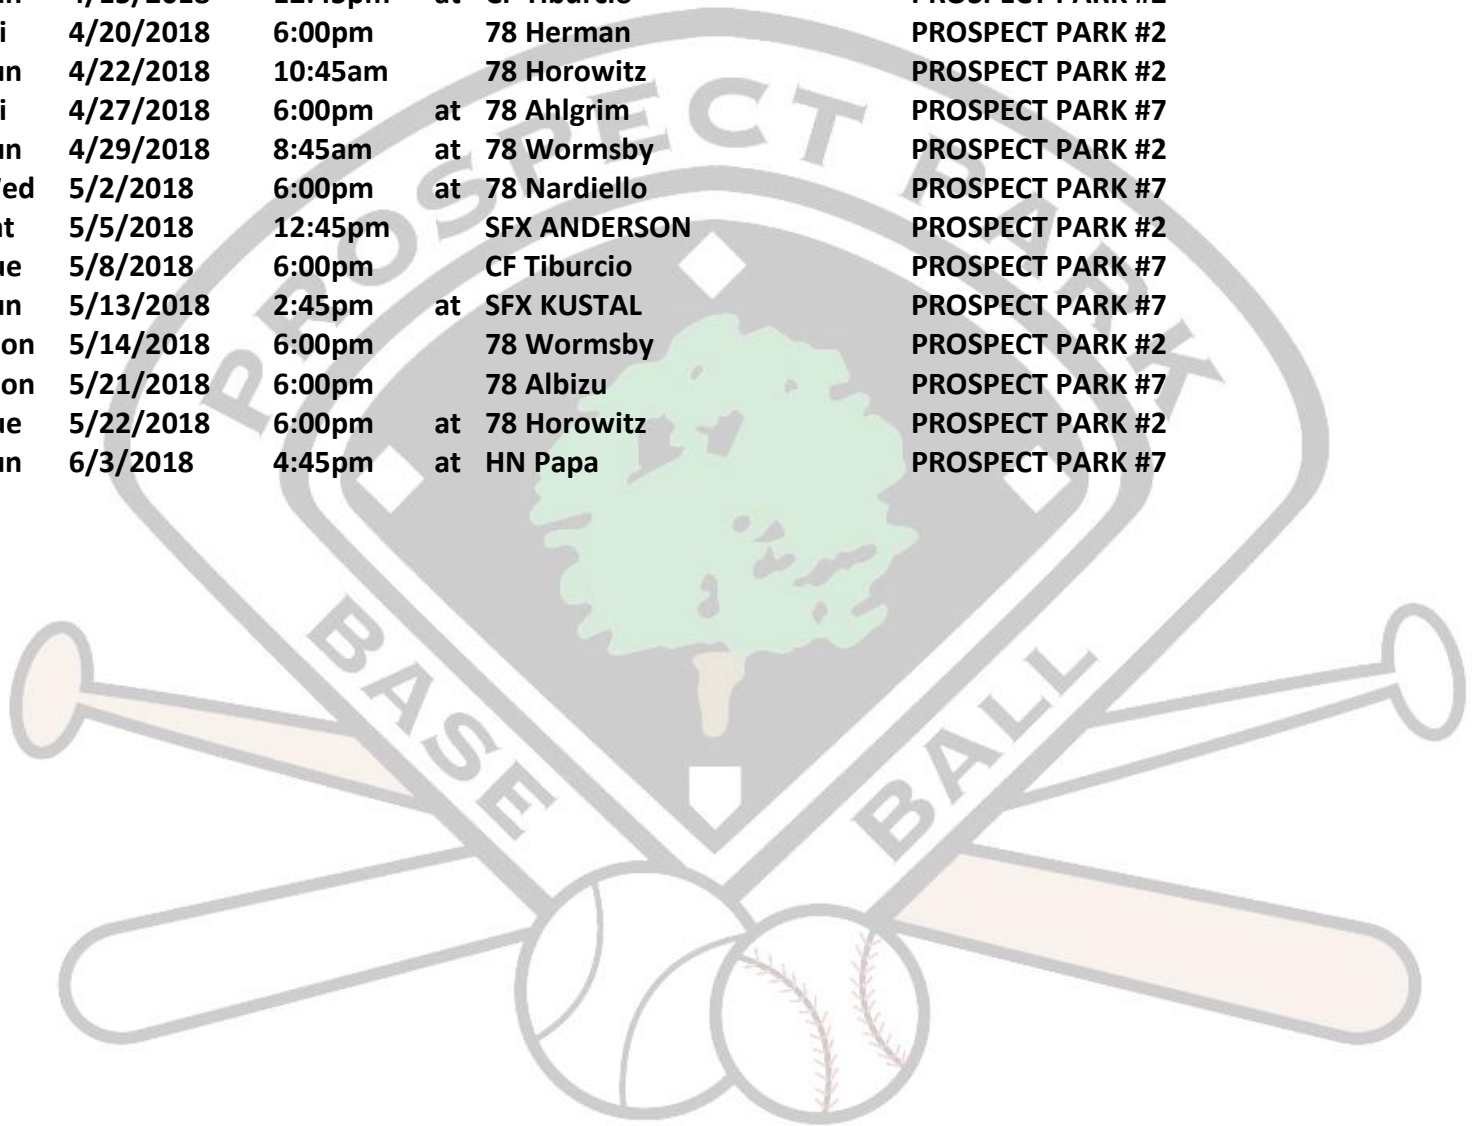 4/20/2018 6:00pm 78 Herman PROSPECT PARK #2
4/22/2018 10:45am 78 Horowitz PROSPECT PARK #2
4/27/2018 6:00pm at 78 Ahlgrim PROSPECT PARK #7
4/29/2018 8:45am at 78 Wormsby PROSPECT PARK #2
5/2/2018 6:00pm at 78 Nardiello PROSPECT PARK #7
5/5/2018 12:45pm SFX ANDERSON PROSPECT PARK #2
5/8/2018 6:00pm CF Tiburcio PROSPECT PARK #7
5/13/2018 2:45pm at SFX KUSTAL PROSPECT PARK #7
5/14/2018 6:00pm 78 Wormsby PROSPECT PARK #2
5/21/2018 6:00pm 78 Albizu PROSPECT PARK #7
5/22/2018 6:00pm at 78 Horowitz PROSPECT PARK #2
6/3/2018 4:45pm at HN Papa PROSPECT PARK #7
PROSPECT PARK
BASE BALL